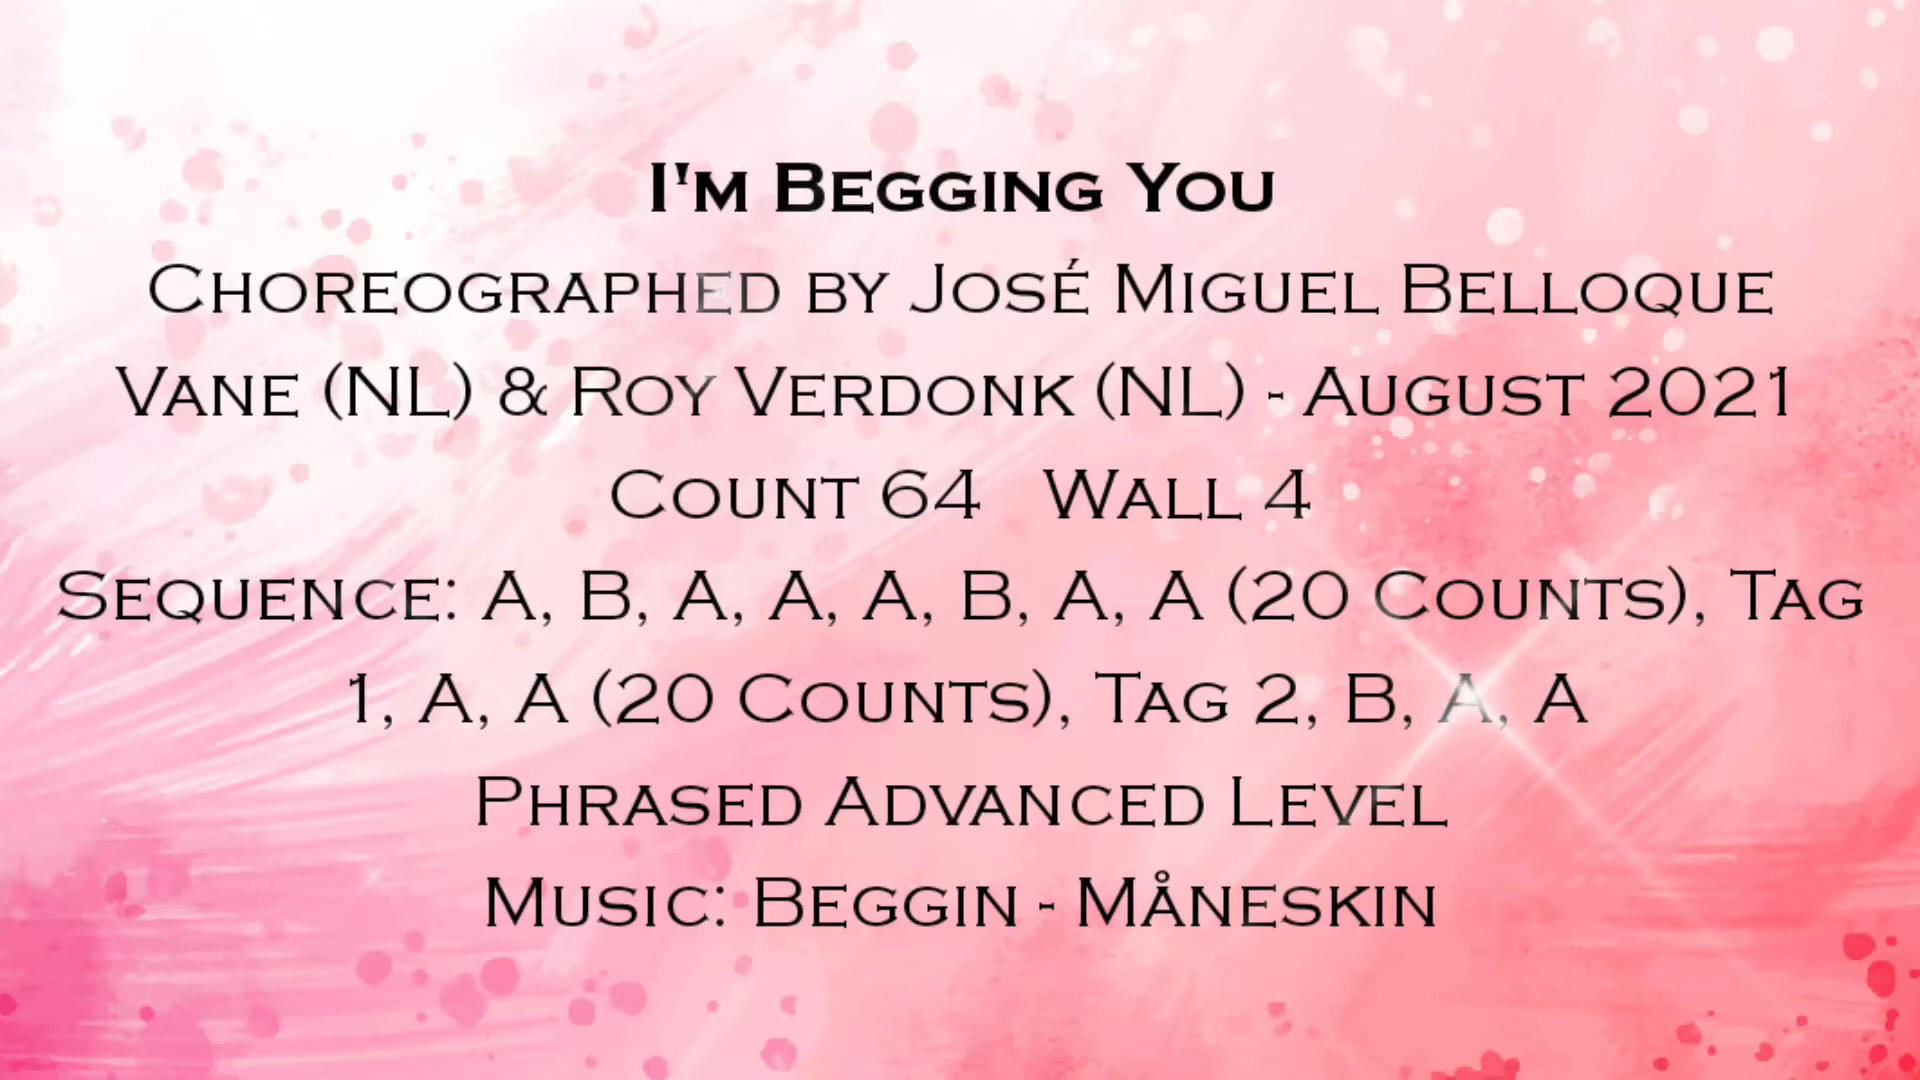 I'm Begging You
Choreographed by José Miguel Belloque
Vane (NL) & Roy Verdonk (NL) - August 2021
Count 64   Wall 4
Sequence: A, B, A, A, A, B, A, A (20 Counts), Tag
1, A, A (20 Counts), Tag 2, B, A, A
Phrased Advanced Level
Music: Beggin - Måneskin